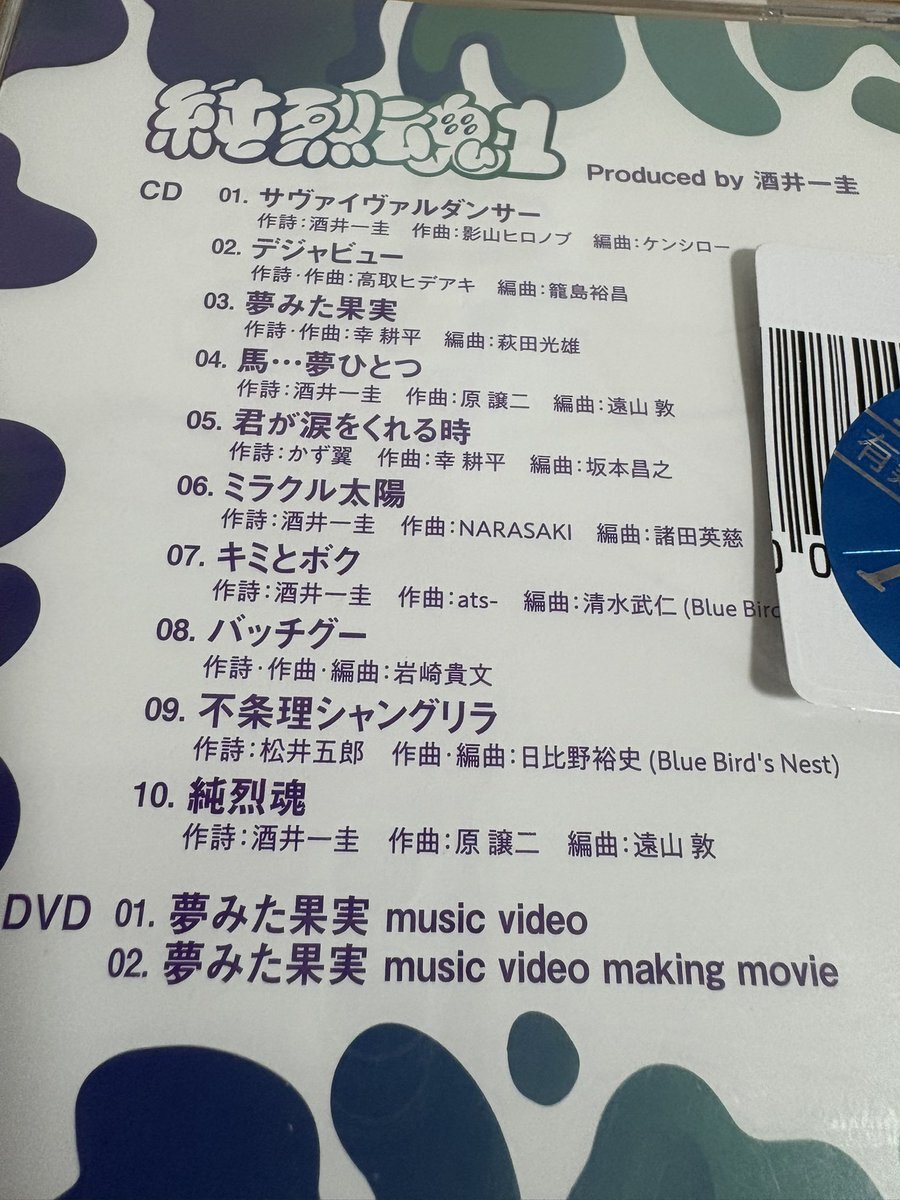 純烈魂1
Produced by 酒井一圭
CD 01. サヴァイヴァルダンサー
作詩：酒井一圭 作曲：影山ヒロノブ 編曲：ケンシロー
02. デジャビュー
作詩・作曲：高取ヒデアキ 編曲：籠島裕昌
03. 夢みた果実
作詩・作曲：幸 耕平 編曲：萩田光雄
04. 馬…夢ひとつ
作詩：酒井一圭 作曲：原 譲二 編曲：遠山 敦
05. 君が涙をくれる時
作詩：かず翼 作曲：幸 耕平 編曲：坂本昌之
06. ミラクル太陽
作詩：酒井一圭 作曲：NARASAKI 編曲：諸田英慈
07. キミとボク
作詩：酒井一圭 作曲：ats- 編曲：清水武仁 (Blue Bird
08. バッチグー
作詩・作曲・編曲：岩崎貴文
09. 不条理シャングリラ
作詩：松井五郎 作曲・編曲：日比野裕史 (Blue Bird's Nest)
10. 純烈魂
作詩：酒井一圭 作曲：原 譲二 編曲：遠山 敦
DVD 01. 夢みた果実 music video
02. 夢みた果実 music video making movie
有
0 0
1